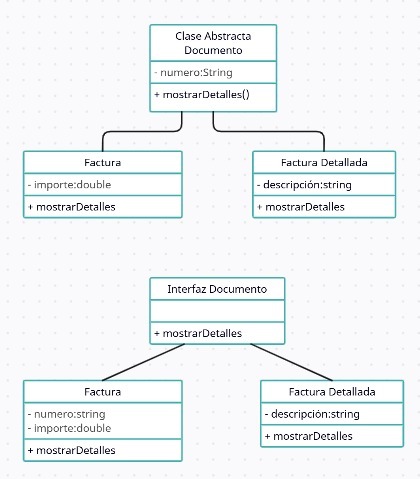 Clase Abstracta
Documento
- numero:String
+ mostrarDetalles()
Factura
- importe:double
+ mostrarDetalles
Factura Detallada
- descripción:string
+ mostrarDetalles
Interfaz Documento
+ mostrarDetalles
Factura
- numero:string
- importe:double
+ mostrarDetalles
Factura Detallada
- descripción:string
+ mostrarDetalles